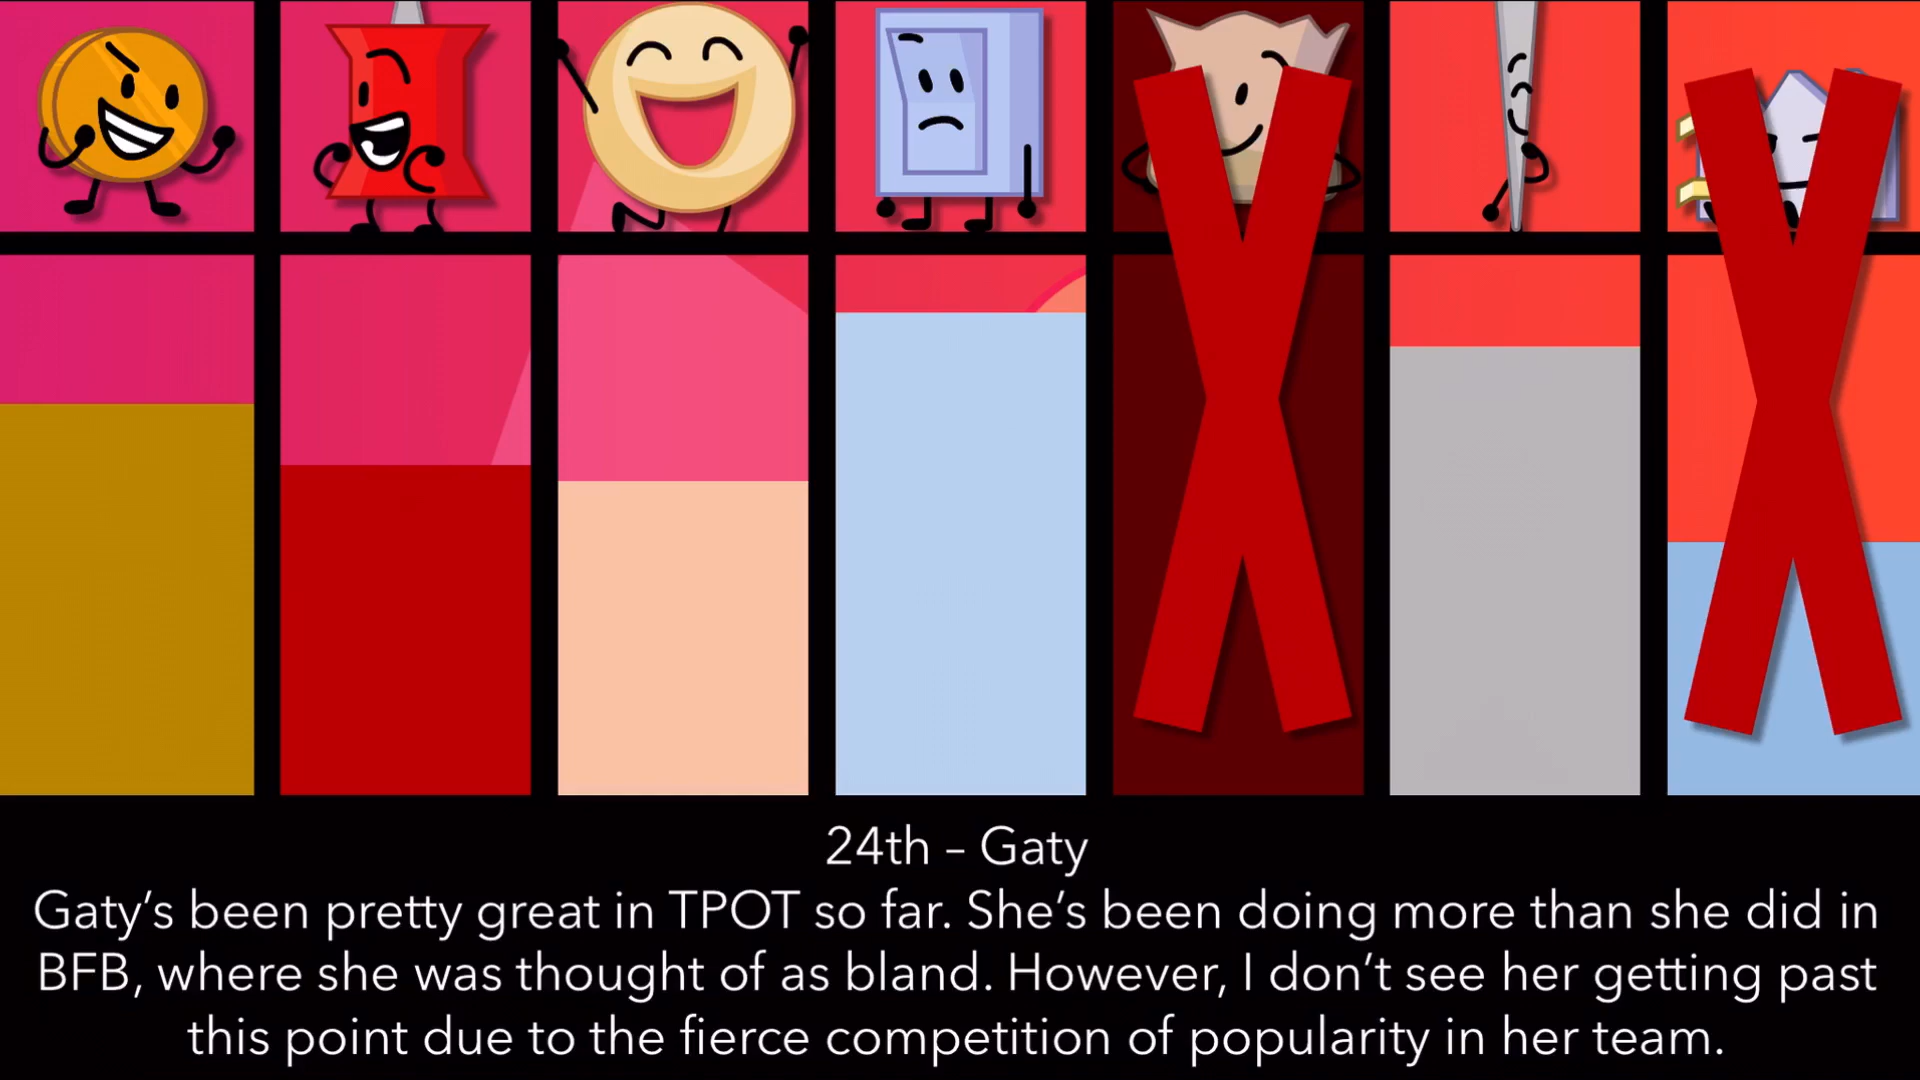 24th – Gaty
Gaty’s been pretty great in TPOT so far. She’s been doing more than she did in
BFB, where she was thought of as bland. However, I don’t see her getting past
this point due to the fierce competition of popularity in her team.